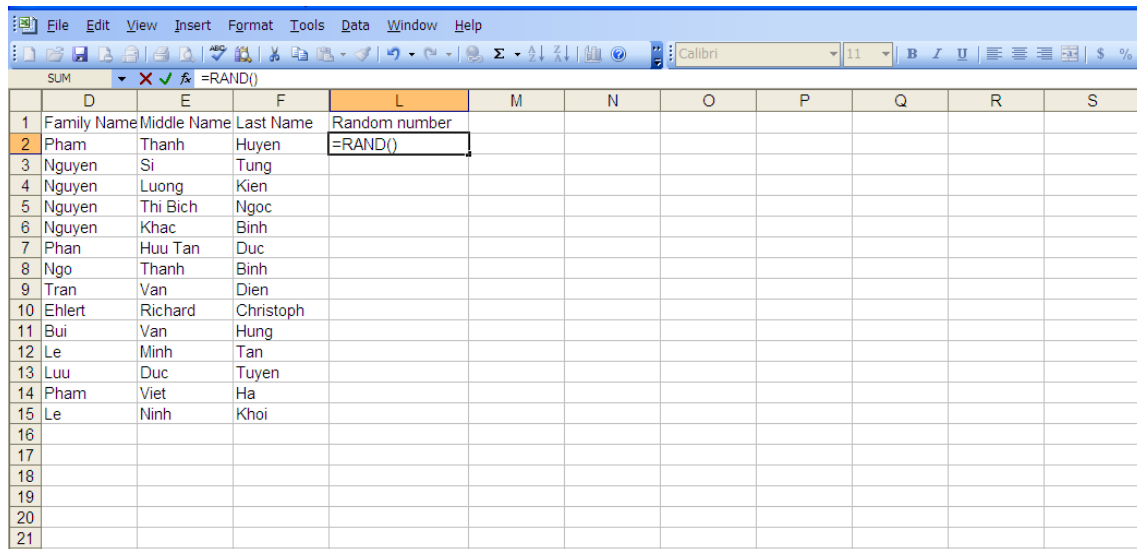 File Edit View Insert Format Tools Data Window Help
ABC Σ A Z Z A Calibri 11 B I U $ %
SUM fx =RAND()
D E F L M N O P Q R S
1 Family Name Middle Name Last Name Random number
2 Pham Thanh Huyen =RAND()
3 Nguyen Si Tung
4 Nguyen Luong Kien
5 Nguyen Thi Bich Ngoc
6 Nguyen Khac Binh
7 Phan Huu Tan Duc
8 Ngo Thanh Binh
9 Tran Van Dien
10 Ehlert Richard Christoph
11 Bui Van Hung
12 Le Minh Tan
13 Luu Duc Tuyen
14 Pham Viet Ha
15 Le Ninh Khoi
16
17
18
19
20
21